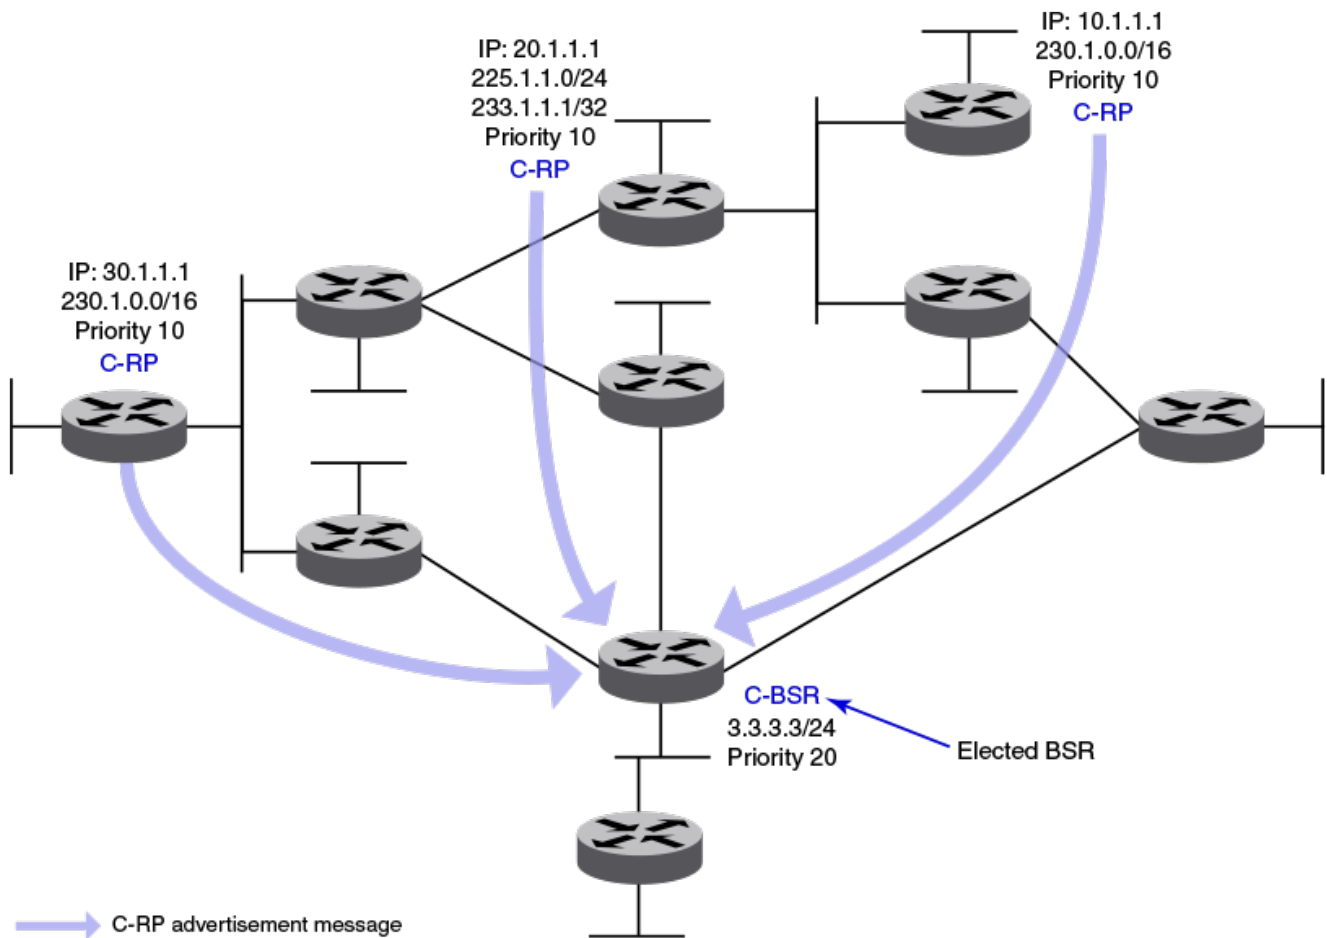 IP: 10.1.1.1
230.1.0.0/16
Priority 10
C-RP
IP: 20.1.1.1
225.1.1.0/24
233.1.1.1/32
Priority 10
C-RP
IP: 30.1.1.1
230.1.0.0/16
Priority 10
C-RP
C-BSR
3.3.3.3/24
Priority 20
Elected BSR
C-RP advertisement message